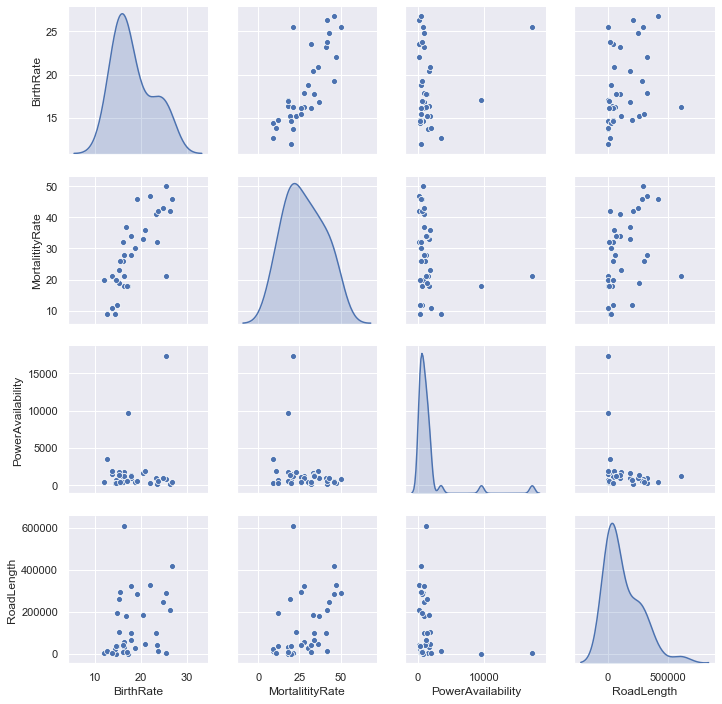 25
20
15
BirthRate
50
40
30
20
10
MortalitityRate
15000
10000
5000
0
PowerAvailability
600000
400000
200000
0
RoadLength
10 20 30
BirthRate
0 25 50
MortalitityRate
0 10000
PowerAvailability
0 500000
RoadLength